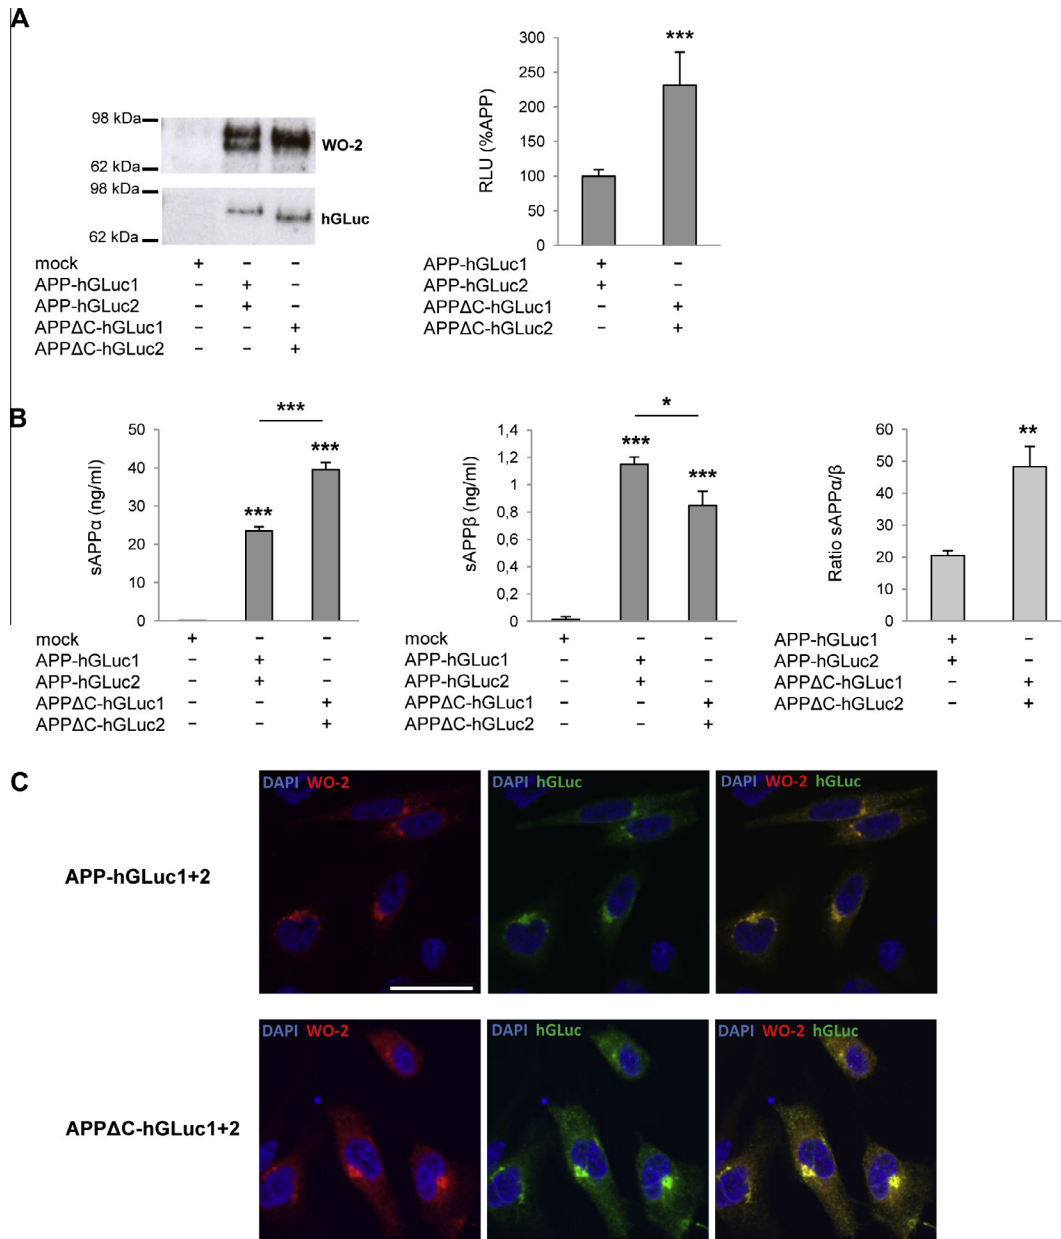 A
98 kDa
WO-2
62 kDa
98 kDa
hGLuc
62 kDa
mock + - -
APP-hGLuc1 - + -
APP-hGLuc2 - + -
APPΔC-hGLuc1 - - +
APPΔC-hGLuc2 - - +
RLU (%APP)
300
250
200
150
100
50
0
***
APP-hGLuc1 + -
APP-hGLuc2 + -
APPΔC-hGLuc1 - +
APPΔC-hGLuc2 - +
B
sAPPα (ng/ml)
50
40
30
20
10
0
***
***
***
mock + - -
APP-hGLuc1 - + -
APP-hGLuc2 - + -
APPΔC-hGLuc1 - - +
APPΔC-hGLuc2 - - +
sAPPβ (ng/ml)
1,4
1,2
1
0,8
0,6
0,4
0,2
0
*
***
***
mock + - -
APP-hGLuc1 - + -
APP-hGLuc2 - + -
APPΔC-hGLuc1 - - +
APPΔC-hGLuc2 - - +
Ratio sAPPα/β
60
50
40
30
20
10
0
**
APP-hGLuc1 + -
APP-hGLuc2 + -
APPΔC-hGLuc1 - +
APPΔC-hGLuc2 - +
C
APP-hGLuc1+2
DAPI WO-2
DAPI hGLuc
DAPI WO-2 hGLuc
APPΔC-hGLuc1+2
DAPI WO-2
DAPI hGLuc
DAPI WO-2 hGLuc